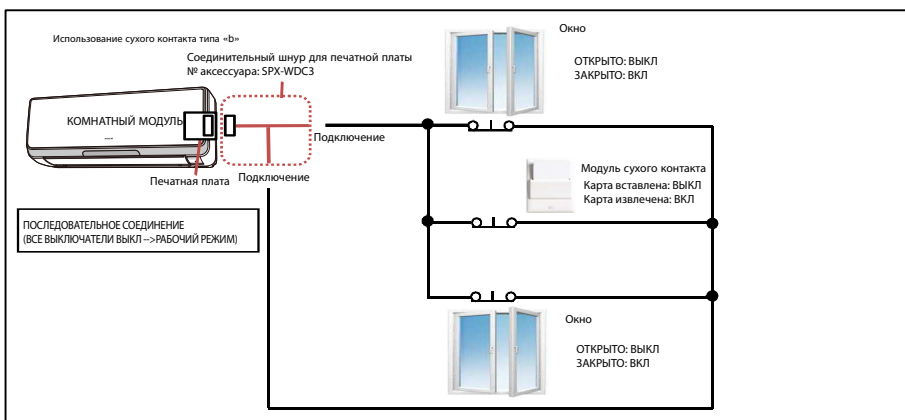 Использование сухого контакта типа «b»
Соединительный шнур для печатной платы
№ аксессуара: SPX-WDC3
КОМНАТНЫЙ МОДУЛЬ
Подключение
Печатная плата
Подключение
ПОСЛЕДОВАТЕЛЬНОЕ СОЕДИНЕНИЕ
(ВСЕ ВЫКЛЮЧАТЕЛИ ВЫКЛ -->РАБОЧИЙ РЕЖИМ)
Окно
ОТКРЫТО: ВЫКЛ
ЗАКРЫТО: ВКЛ
Модуль сухого контакта
Карта вставлена: ВЫКЛ
Карта извлечена: ВКЛ
Окно
ОТКРЫТО: ВЫКЛ
ЗАКРЫТО: ВКЛ